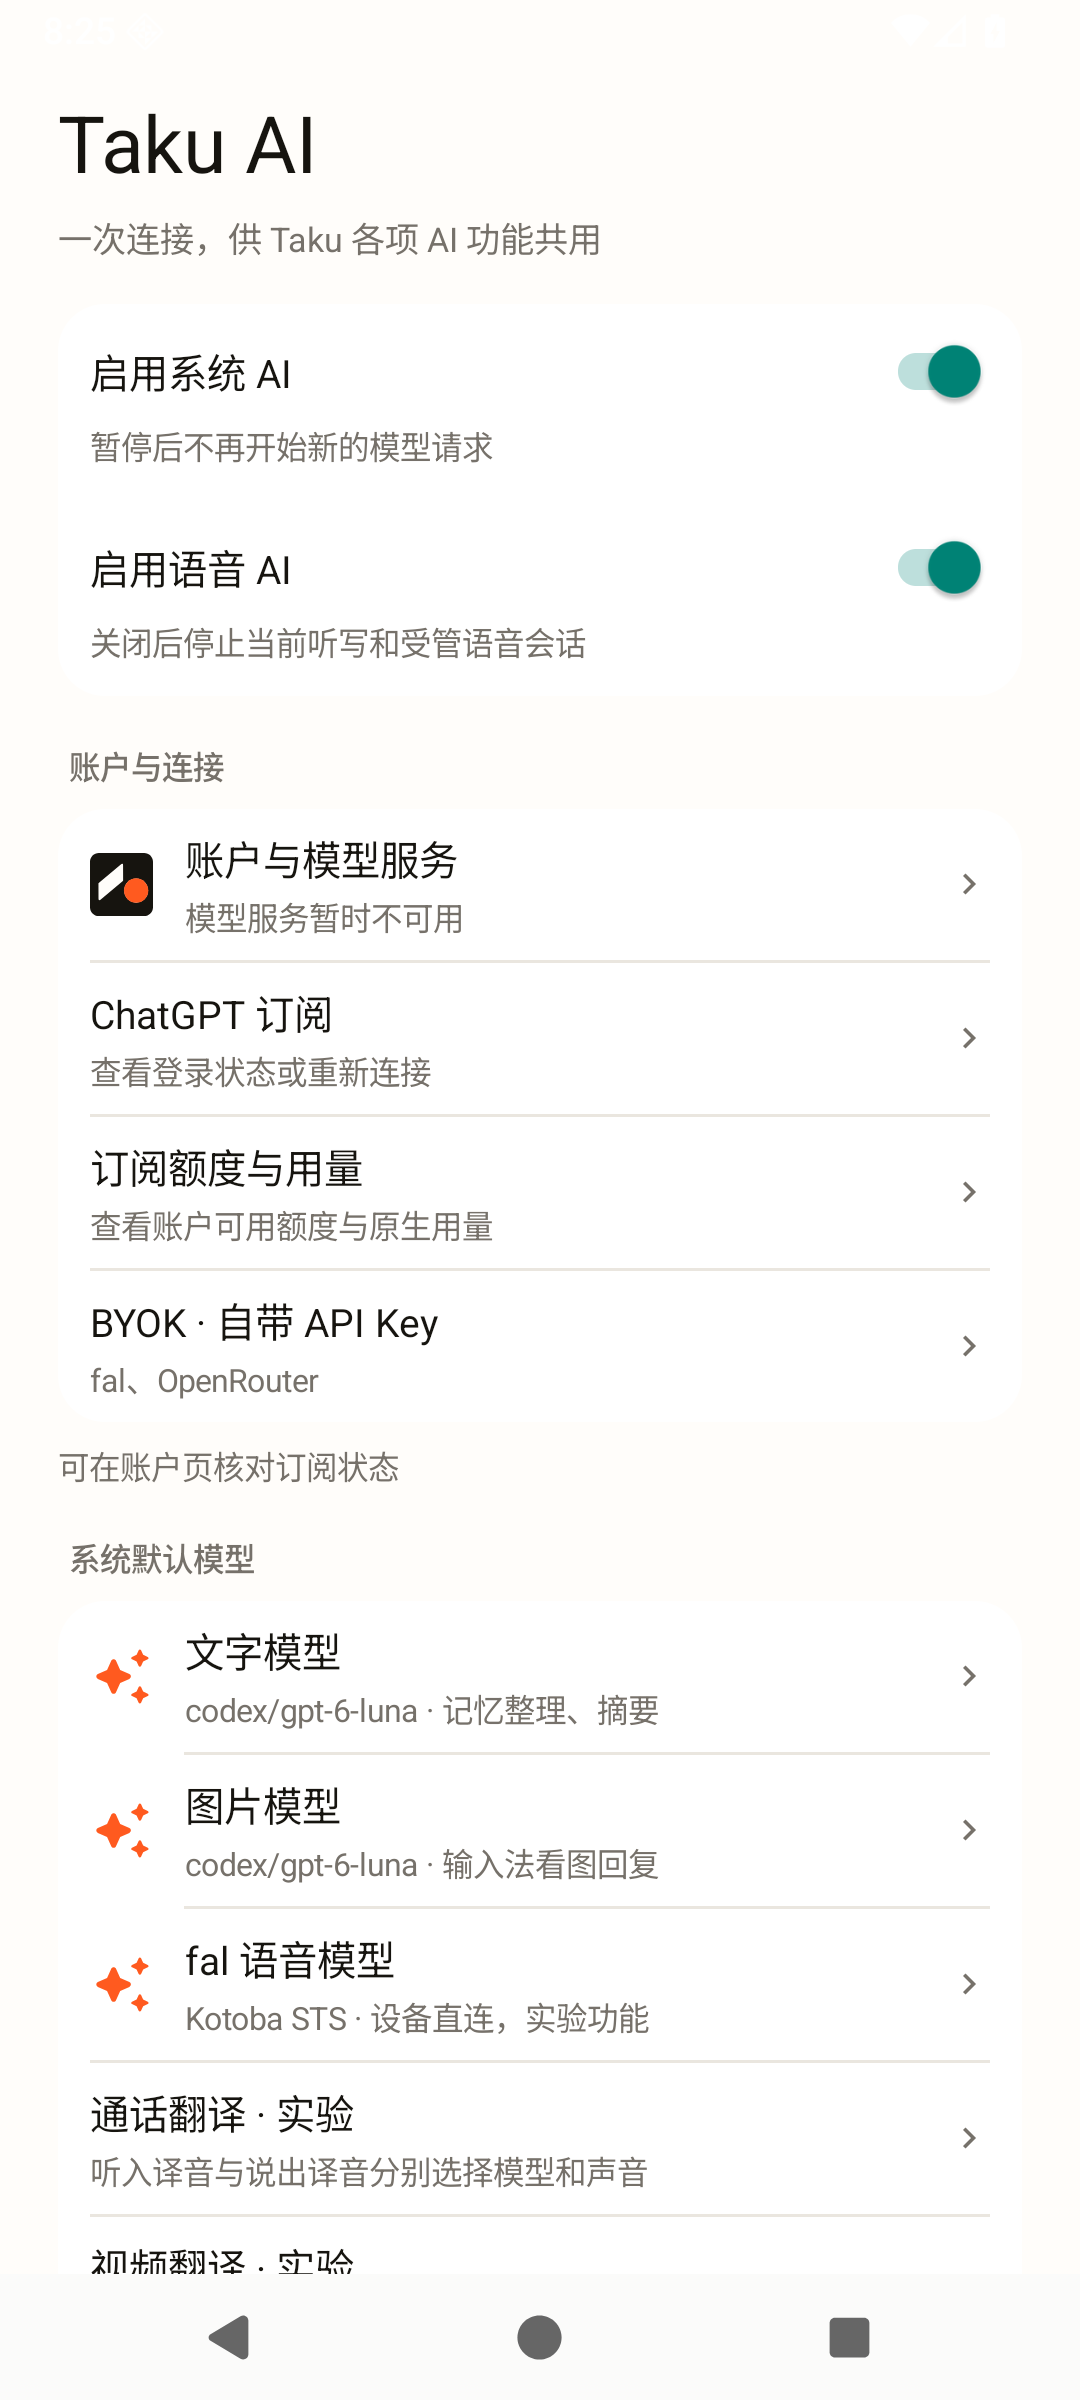 Taku AI
一次连接，供 Taku 各项 AI 功能共用
启用系统 AI
暂停后不再开始新的模型请求
启用语音 AI
关闭后停止当前听写和受管语音会话
账户与连接
账户与模型服务
模型服务暂时不可用
ChatGPT 订阅
查看登录状态或重新连接
订阅额度与用量
查看账户可用额度与原生用量
BYOK · 自带 API Key
fal、OpenRouter
可在账户页核对订阅状态
系统默认模型
文字模型
codex/gpt-6-luna · 记忆整理、摘要
图片模型
codex/gpt-6-luna · 输入法看图回复
fal 语音模型
Kotoba STS · 设备直连，实验功能
通话翻译 · 实验
听入译音与说出译音分别选择模型和声音
视频翻译 · 实验